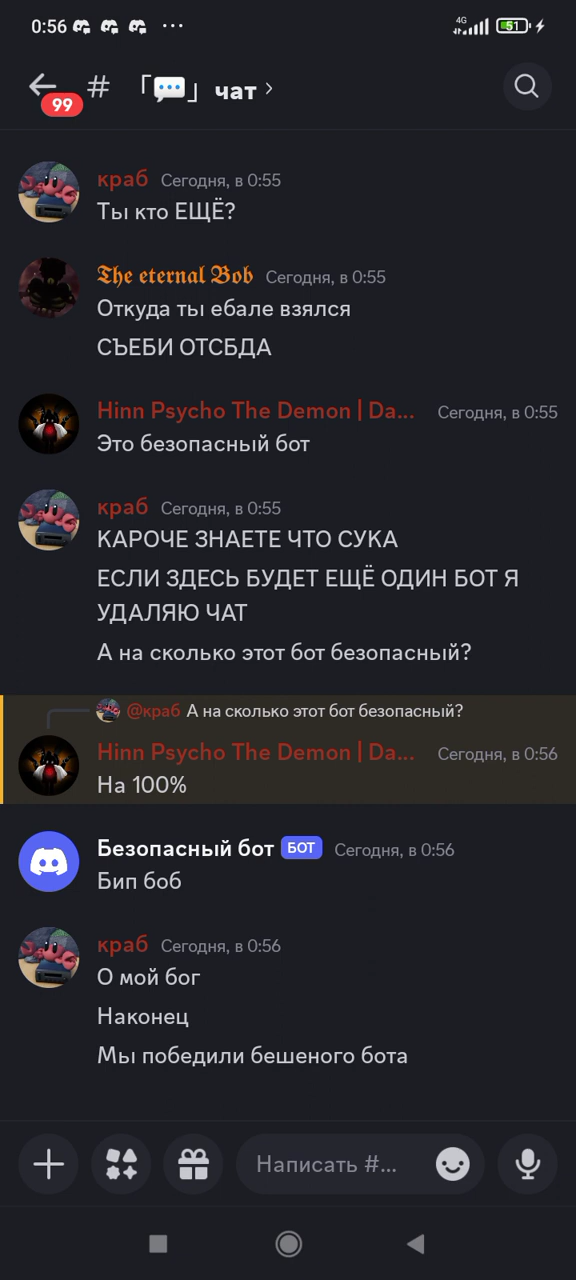 0:56
4G
51
99
# 「💬」 чат ›
краб Сегодня, в 0:55
Ты кто ЕЩЁ?
The eternal Bob Сегодня, в 0:55
Откуда ты ебале взялся
СЪЕБИ ОТСБДА
Hinn Psycho The Demon | Da... Сегодня, в 0:55
Это безопасный бот
краб Сегодня, в 0:55
КАРОЧЕ ЗНАЕТЕ ЧТО СУКА
ЕСЛИ ЗДЕСЬ БУДЕТ ЕЩЁ ОДИН БОТ Я
УДАЛЯЮ ЧАТ
А на сколько этот бот безопасный?
@краб А на сколько этот бот безопасный?
Hinn Psycho The Demon | Da... Сегодня, в 0:56
На 100%
Безопасный бот БОТ Сегодня, в 0:56
Бип боб
краб Сегодня, в 0:56
О мой бог
Наконец
Мы победили бешеного бота
Написать #...